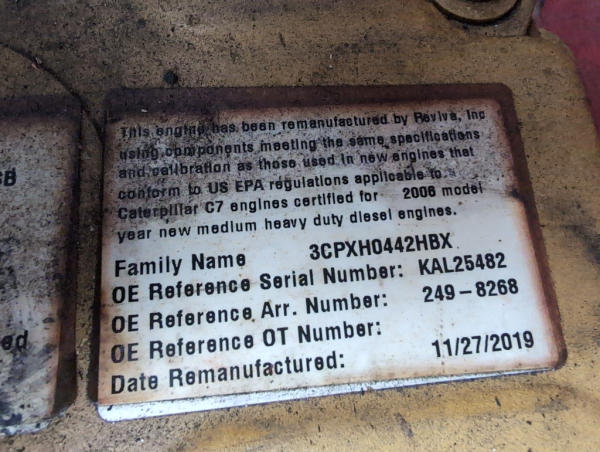 This engine has been remanufactured by Revive, Inc
using components meeting the same specifications
and calibration as those used in new engines that
conform to US EPA regulations applicable to
Caterpillar C7 engines certified for 2006 model
year new medium heavy duty diesel engines.
Family Name 3CPXH0442HBX
OE Reference Serial Number: KAL25482
OE Reference Arr. Number: 249-8268
OE Reference OT Number:
Date Remanufactured: 11/27/2019